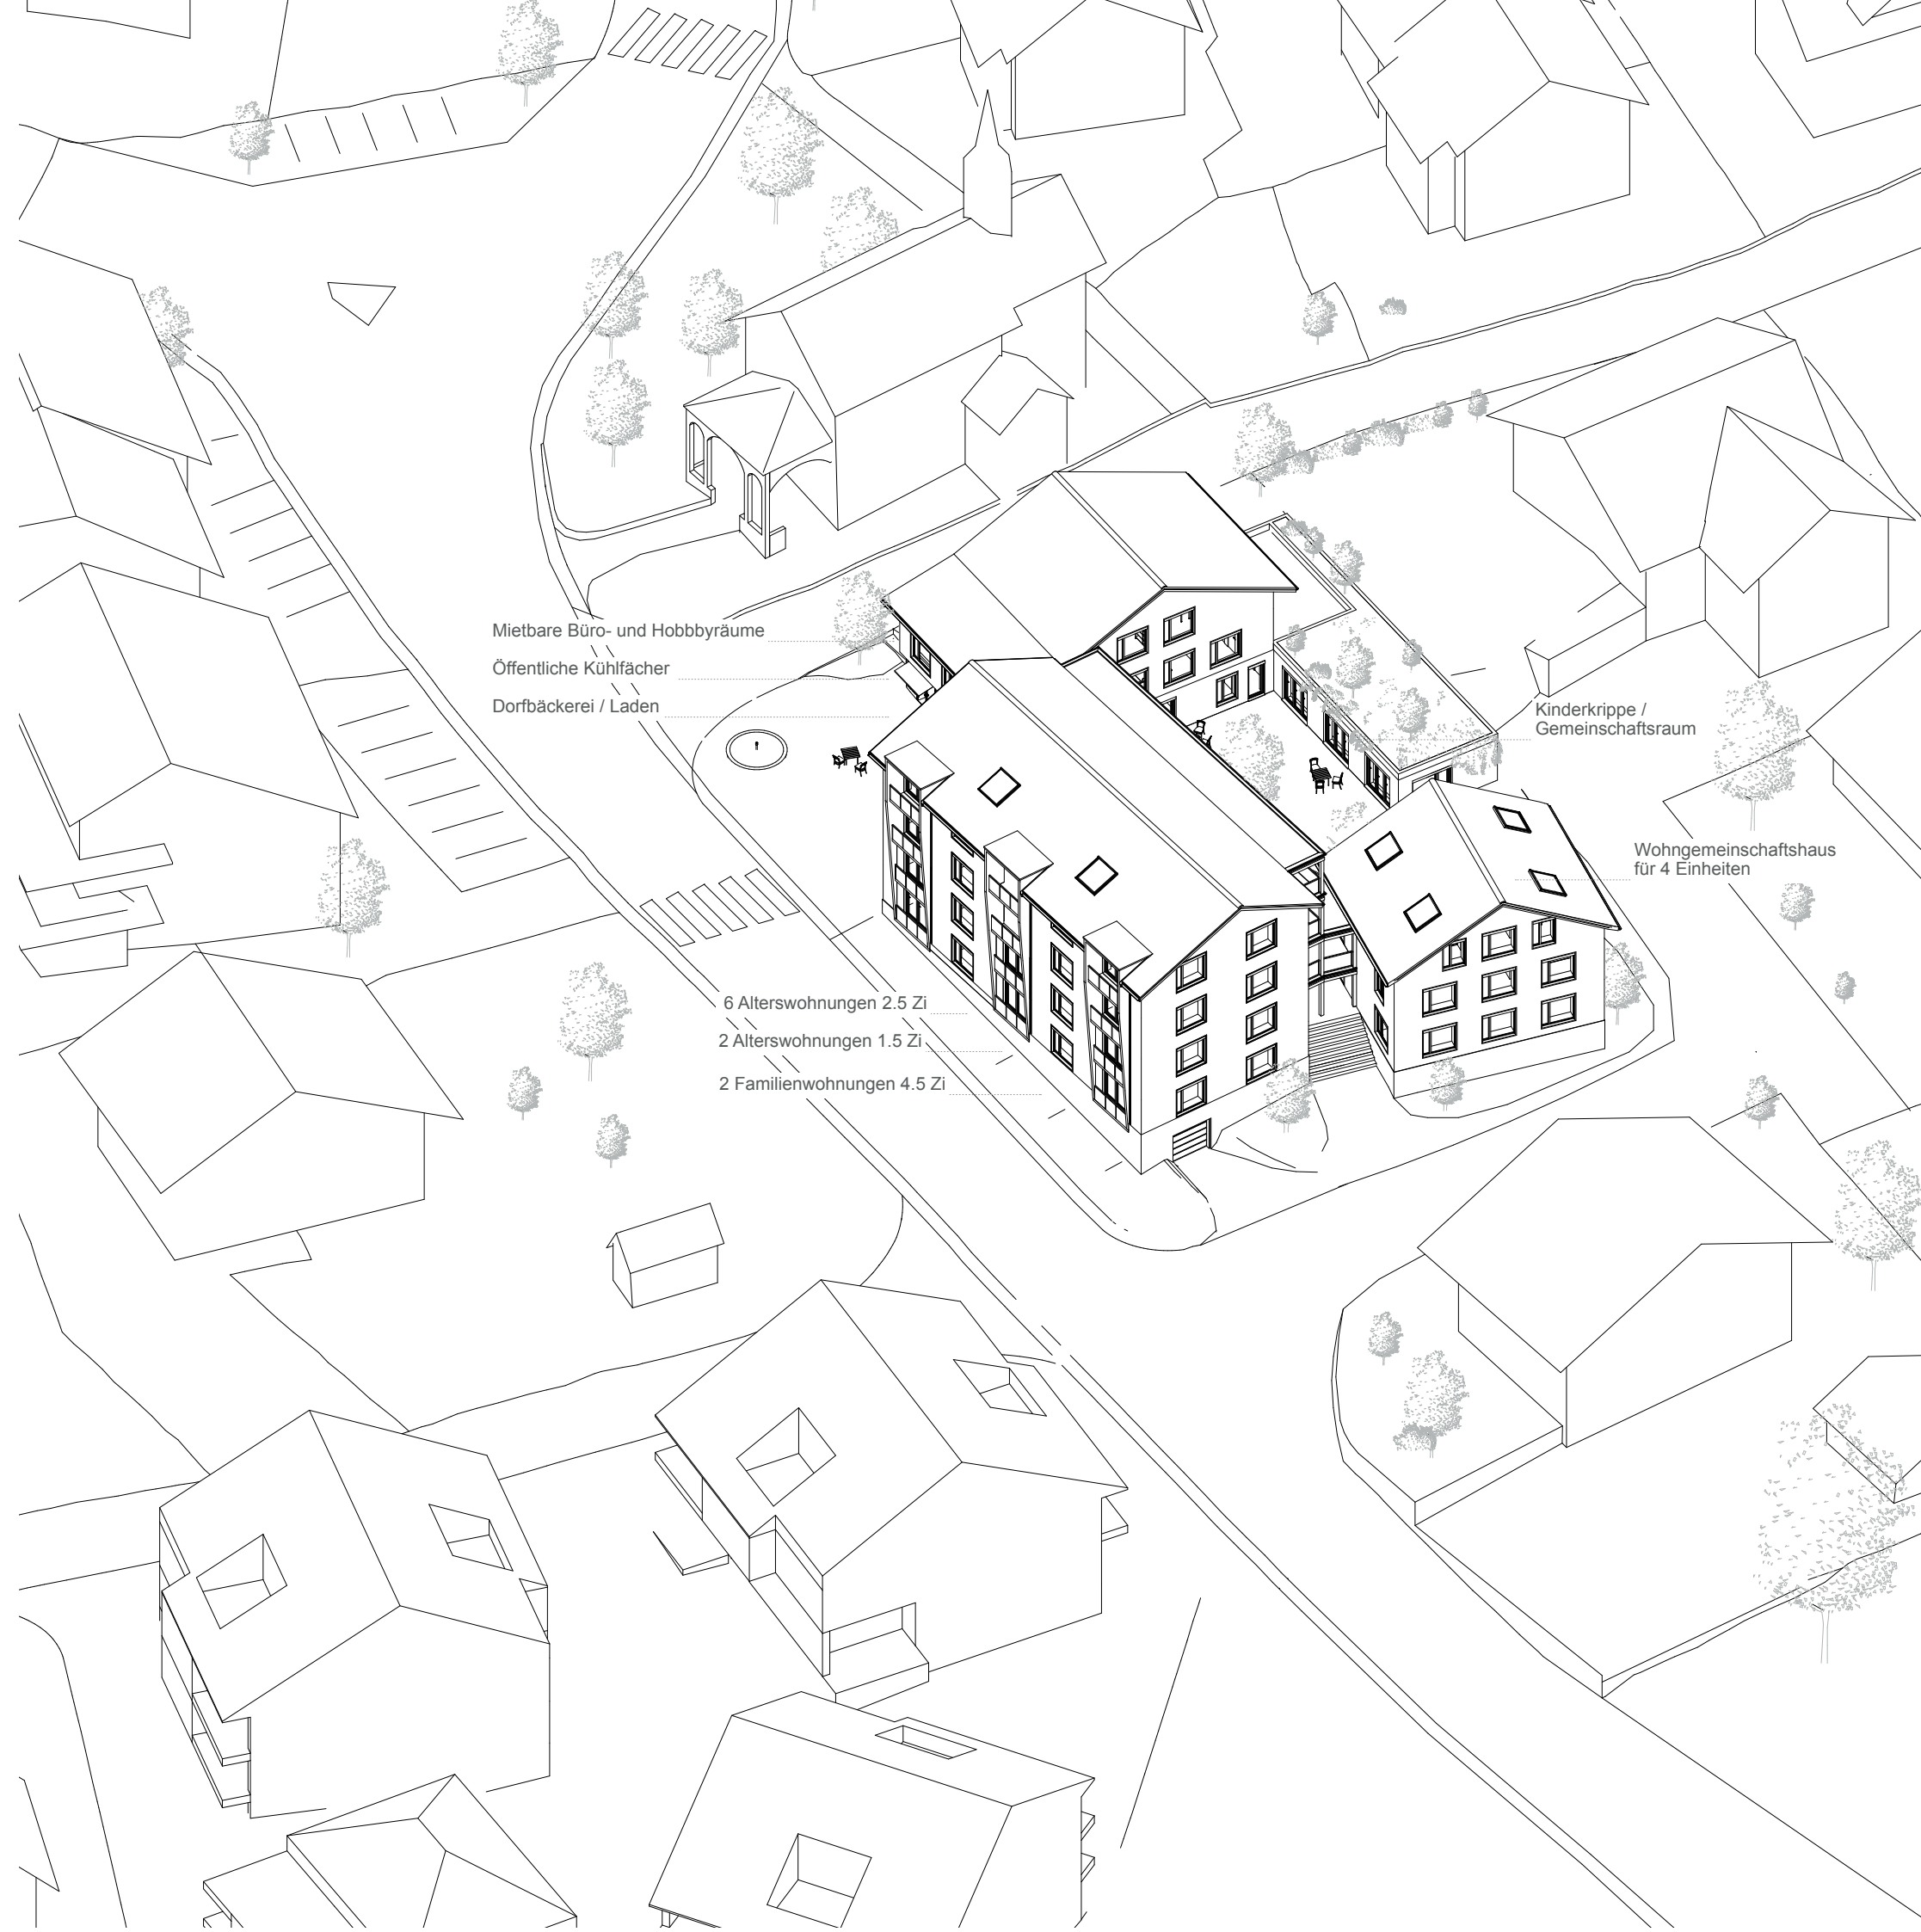 Mietbare Büro- und Hobbbyräume
Öffentliche Kühlfächer
Dorfbäckerei / Laden
Kinderkrippe /
Gemeinschaftsraum
Wohngemeinschaftshaus
für 4 Einheiten
6 Alterswohnungen 2.5 Zi
2 Alterswohnungen 1.5 Zi
2 Familienwohnungen 4.5 Zi